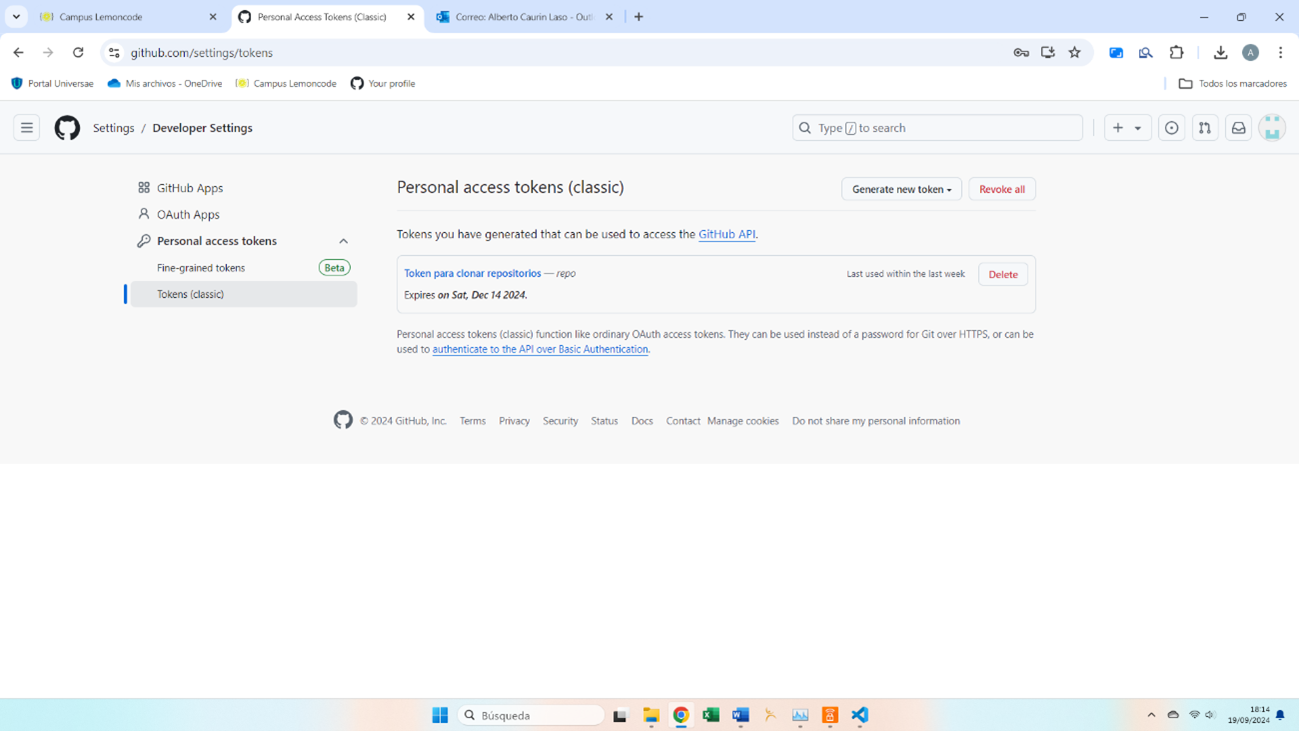 Campus Lemoncode
Personal Access Tokens (Classic)
Correo: Alberto Caurin Laso - Outl
github.com/settings/tokens
A
Portal Universae
Mis archivos - OneDrive
Campus Lemoncode
Your profile
Todos los marcadores
Settings / Developer Settings
Type / to search
GitHub Apps
OAuth Apps
Personal access tokens
Fine-grained tokens Beta
Tokens (classic)
Personal access tokens (classic)
Generate new token
Revoke all
Tokens you have generated that can be used to access the GitHub API.
Token para clonar repositorios — repo
Last used within the last week
Delete
Expires on Sat, Dec 14 2024.
Personal access tokens (classic) function like ordinary OAuth access tokens. They can be used instead of a password for Git over HTTPS, or can be
used to authenticate to the API over Basic Authentication.
© 2024 GitHub, Inc. Terms Privacy Security Status Docs Contact Manage cookies Do not share my personal information
Búsqueda
18:14
19/09/2024